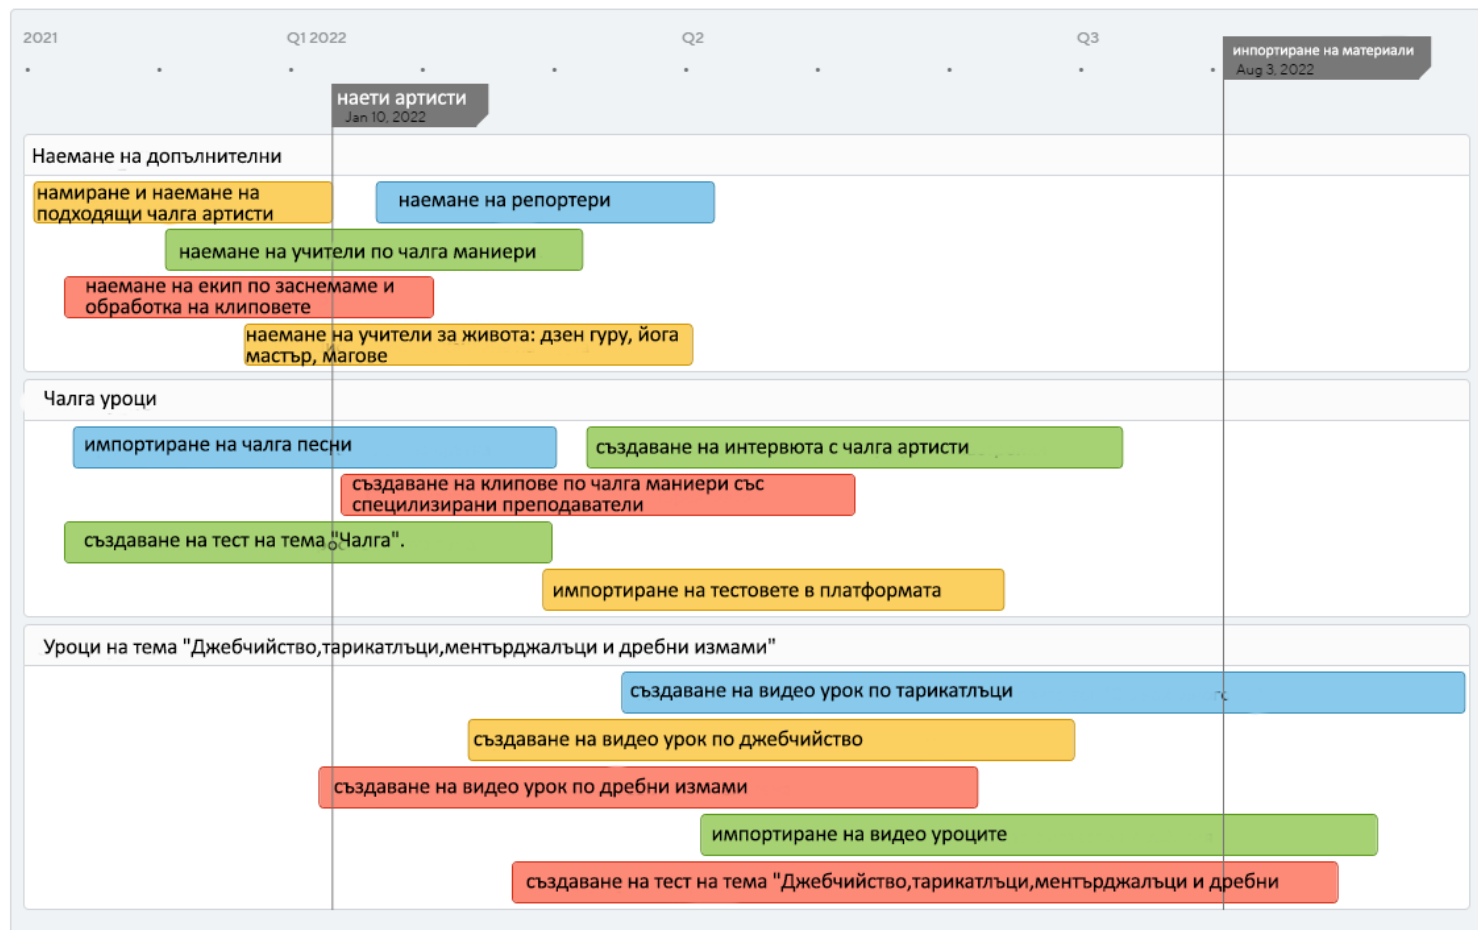 2021
Q1 2022
Q2
Q3
инпортиране на материали
Aug 3, 2022
наети артисти
Jan 10, 2022
Наемане на допълнителни
намиране и наемане на
подходящи чалга артисти
наемане на репортери
наемане на учители по чалга маниери
наемане на екип по заснемаме и
обработка на клиповете
наемане на учители за живота: дзен гуру, йога
мастър, магове
Чалга уроци
импортиране на чалга песни
създаване на интервюта с чалга артисти
създаване на клипове по чалга маниери със
специлизирани преподаватели
създаване на тест на тема "Чалга".
импортиране на тестовете в платформата
Уроци на тема "Джебчийство,тарикатлъци,ментърджалъци и дребни измами"
създаване на видео урок по тарикатлъци
създаване на видео урок по джебчийство
създаване на видео урок по дребни измами
импортиране на видео уроците
създаване на тест на тема "Джебчийство,тарикатлъци,ментърджалъци и дребни